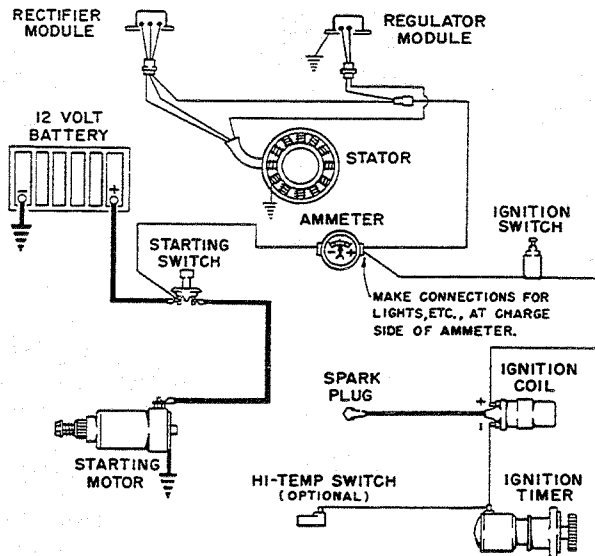 RECTIFIER
MODULE
REGULATOR
MODULE
12 VOLT
BATTERY
-
+
STATOR
AMMETER
- +
STARTING
SWITCH
IGNITION
SWITCH
MAKE CONNECTIONS FOR
LIGHTS,ETC., AT CHARGE
SIDE OF AMMETER.
SPARK
PLUG
+
-
IGNITION
COIL
STARTING
MOTOR
HI-TEMP SWITCH
(OPTIONAL)
IGNITION
TIMER